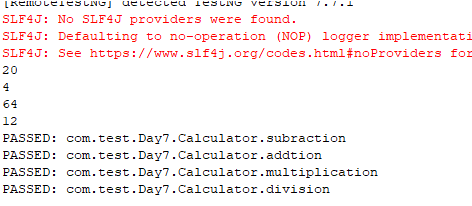 [RemoteTestNG] detected TestNG version 7.7.1
SLF4J: No SLF4J providers were found.
SLF4J: Defaulting to no-operation (NOP) logger implementati
SLF4J: See https://www.slf4j.org/codes.html#noProviders for
20
4
64
12
PASSED: com.test.Day7.Calculator.subraction
PASSED: com.test.Day7.Calculator.addtion
PASSED: com.test.Day7.Calculator.multiplication
PASSED: com.test.Day7.Calculator.division